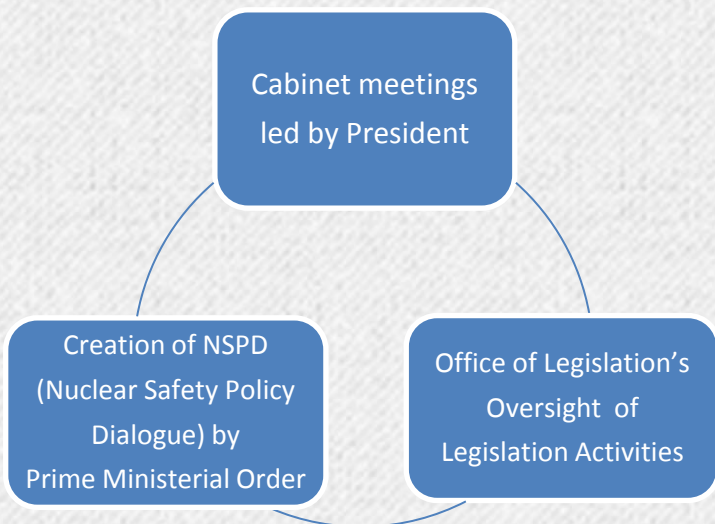 Cabinet meetings
led by President
Creation of NSPD
(Nuclear Safety Policy
Dialogue) by
Prime Ministerial Order
Office of Legislation’s
Oversight of
Legislation Activities